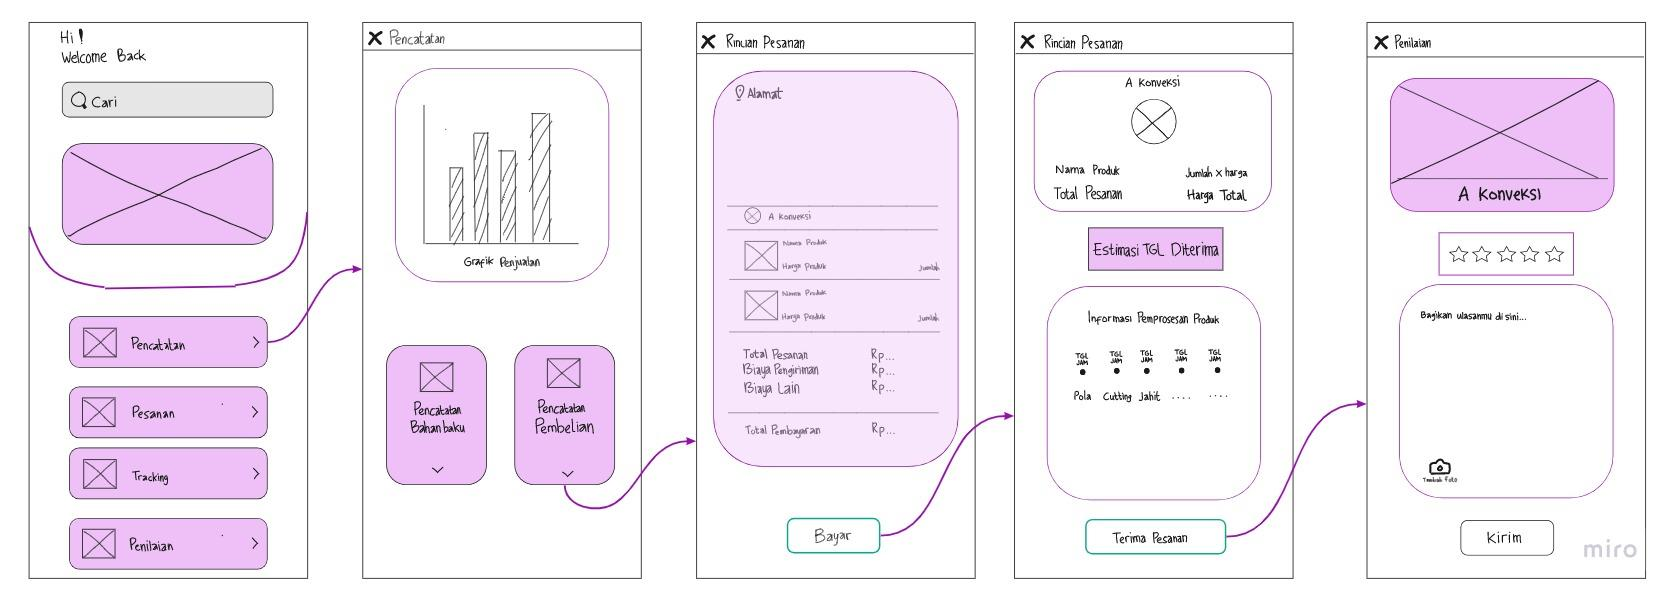 Hi!
Welcome Back
Cari
Pencatatan
Pesanan
Tracking
Penilaian
Pencatatan
Grafik Penjualan
Pencatatan
Bahan baku
Pencatatan
Pembelian
Rincian Pesanan
Alamat
A Konveksi
Nama Produk
Harga Produk
Jumlah
Nama Produk
Harga Produk
Jumlah
Total Pesanan Rp...
Biaya Pengiriman Rp...
Biaya Lain Rp...
Total Pembayaran Rp...
Bayar
Rincian Pesanan
A Konveksi
Nama Produk Jumlah x harga
Total Pesanan Harga Total
Estimasi TGL Diterima
Informasi Pemprosesan Produk
TGL TGL TGL TGL TGL
JAM JAM JAM JAM JAM
Pola Cutting Jahit .... ....
Terima Pesanan
Penilaian
A Konveksi
Bagikan ulasanmu di sini...
Tambah foto
Kirim
miro